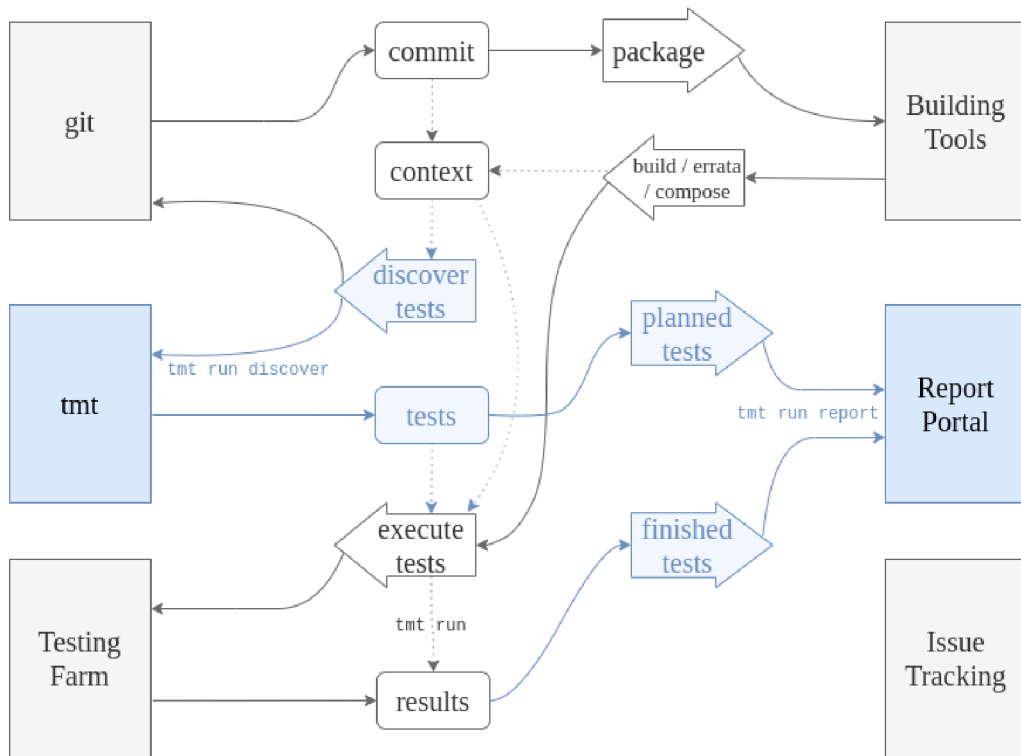 commit
package
git
Building
Tools
context
build / errata
/ compose
discover
tests
planned
tests
tmt run discover
tmt
tests
tmt run report
Report
Portal
execute
tests
finished
tests
tmt run
Testing
Farm
results
Issue
Tracking